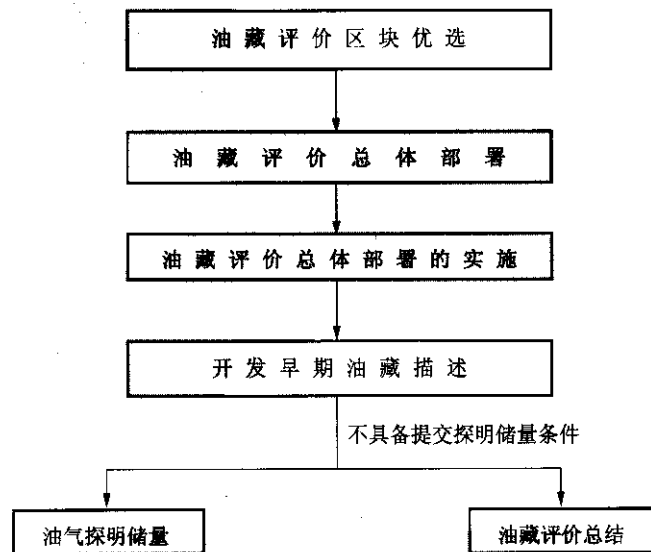 油藏评价区块优选
油藏评价总体部署
油藏评价总体部署的实施
开发早期油藏描述
不具备提交探明储量条件
油气探明储量
油藏评价总结